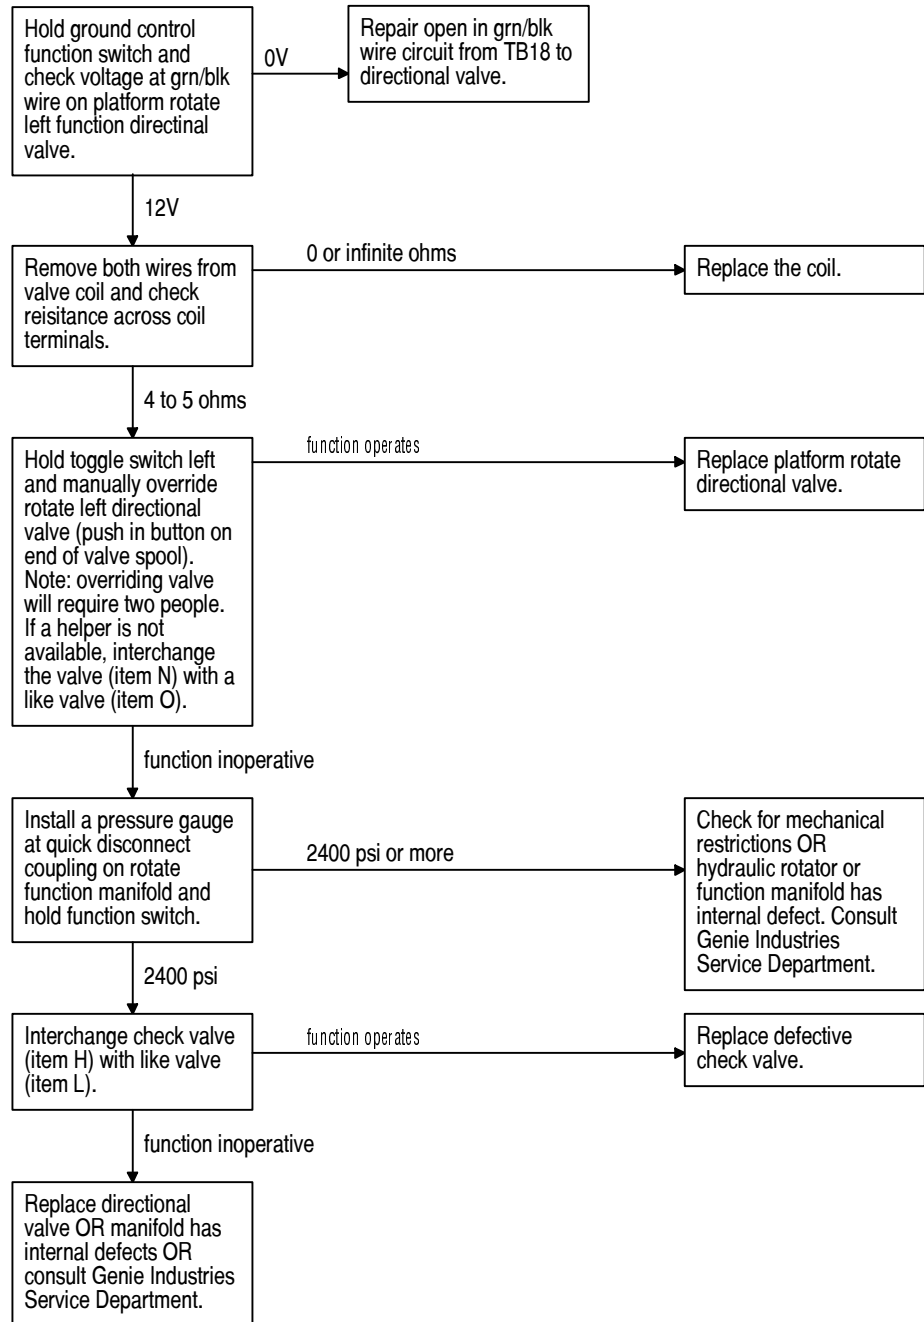 Hold ground control
function switch and
check voltage at grn/blk
wire on platform rotate
left function directinal
valve.
0V
Repair open in grn/blk
wire circuit from TB18 to
directional valve.
12V
Remove both wires from
valve coil and check
reisitance across coil
terminals.
0 or infinite ohms
Replace the coil.
4 to 5 ohms
Hold toggle switch left
and manually override
rotate left directional
valve (push in button on
end of valve spool).
Note: overriding valve
will require two people.
If a helper is not
available, interchange
the valve (item N) with a
like valve (item O).
function operates
Replace platform rotate
directional valve.
function inoperative
Install a pressure gauge
at quick disconnect
coupling on rotate
function manifold and
hold function switch.
2400 psi or more
Check for mechanical
restrictions OR
hydraulic rotator or
function manifold has
internal defect. Consult
Genie Industries
Service Department.
2400 psi
Interchange check valve
(item H) with like valve
(item L).
function operates
Replace defective
check valve.
function inoperative
Replace directional
valve OR manifold has
internal defects OR
consult Genie Industries
Service Department.